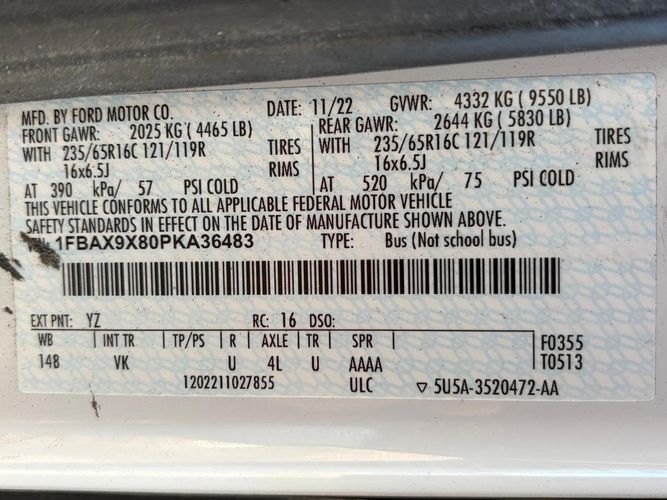 MFD. BY FORD MOTOR CO. DATE: 11/22 GVWR: 4332 KG ( 9550 LB)
FRONT GAWR: 2025 KG ( 4465 LB) REAR GAWR: 2644 KG ( 5830 LB)
WITH 235/65R16C 121/119R TIRES WITH 235/65R16C 121/119R TIRES
16x6.5J RIMS 16x6.5J RIMS
AT 390 kPa/ 57 PSI COLD AT 520 kPa/ 75 PSI COLD
THIS VEHICLE CONFORMS TO ALL APPLICABLE FEDERAL MOTOR VEHICLE
SAFETY STANDARDS IN EFFECT ON THE DATE OF MANUFACTURE SHOWN ABOVE.
1FBAX9X80PKA36483 TYPE: Bus (Not school bus)
EXT PNT: YZ RC: 16 DSO:
WB INT TR TP/PS R AXLE TR SPR F0355
148 VK U 4L U AAAA T0513
1202211027855 ULC ▽ 5U5A-3520472-AA